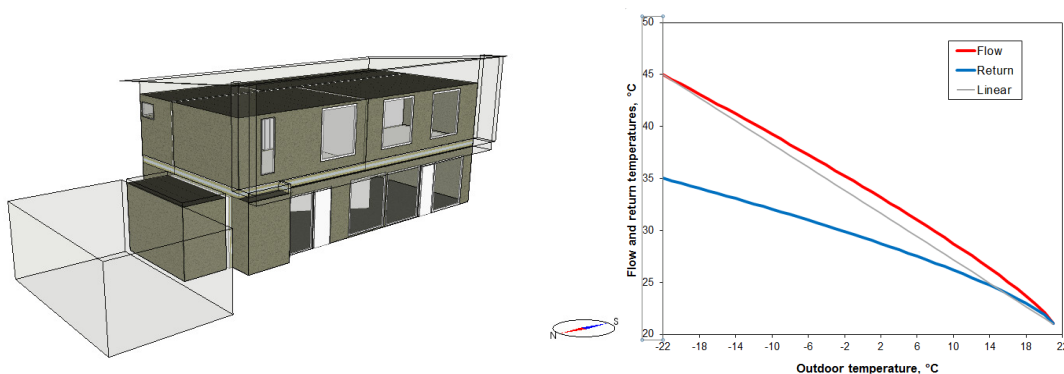 N
S
Flow and return temperatures, °C
50
45
40
35
30
25
20
Flow
Return
Linear
-22 -18 -14 -10 -6 -2 2 6 10 14 18 22
Outdoor temperature, °C